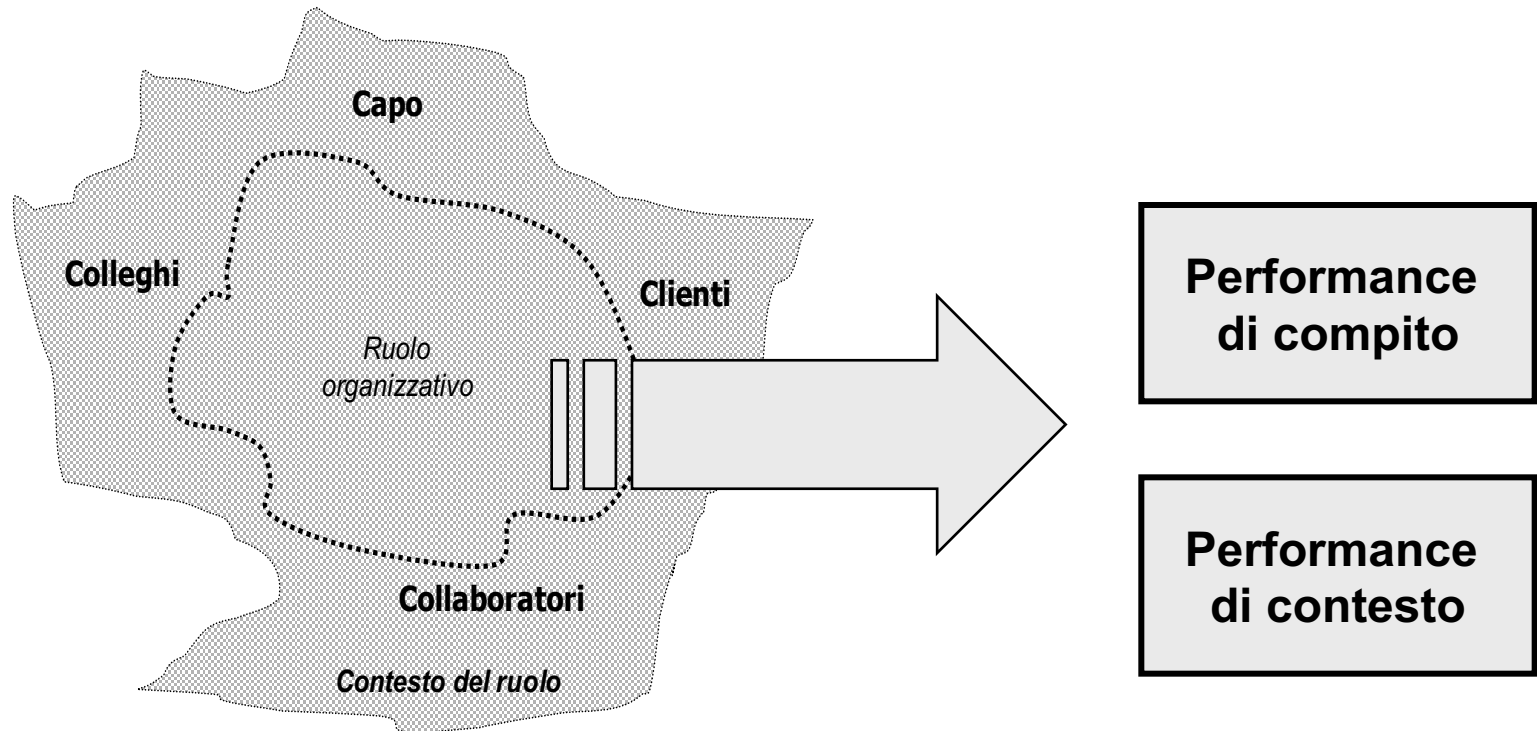 Capo
Colleghi
Clienti
Ruolo
organizzativo
Collaboratori
Contesto del ruolo
Performance
di compito
Performance
di contesto